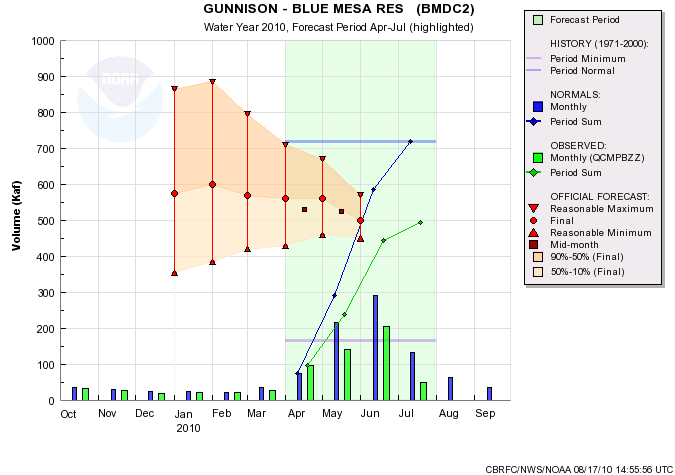 GUNNISON - BLUE MESA RES (BMDC2)
Water Year 2010, Forecast Period Apr-Jul (highlighted)
Volume (Kaf)
1000
900
800
700
600
500
400
300
200
100
0
NOAA
Oct Nov Dec Jan Feb Mar Apr May Jun Jul Aug Sep
2010
Forecast Period
HISTORY (1971-2000):
Period Minimum
Period Normal
NORMALS:
Monthly
Period Sum
OBSERVED:
Monthly (QCMPBZZ)
Period Sum
OFFICIAL FORECAST:
Reasonable Maximum
Final
Reasonable Minimum
Mid-month
90%-50% (Final)
50%-10% (Final)
CBRFC/NWS/NOAA 08/17/10 14:55:56 UTC